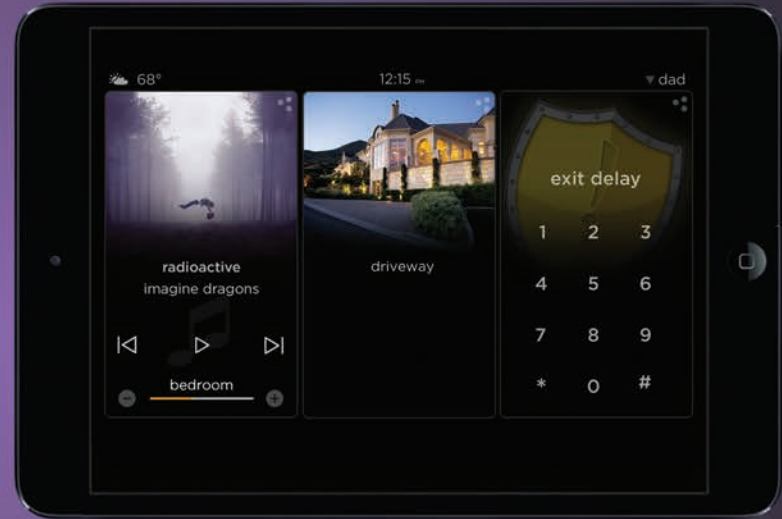 68°
12:15 PM
dad
radioactive
imagine dragons
bedroom
driveway
exit delay
1 2 3
4 5 6
7 8 9
* 0 #